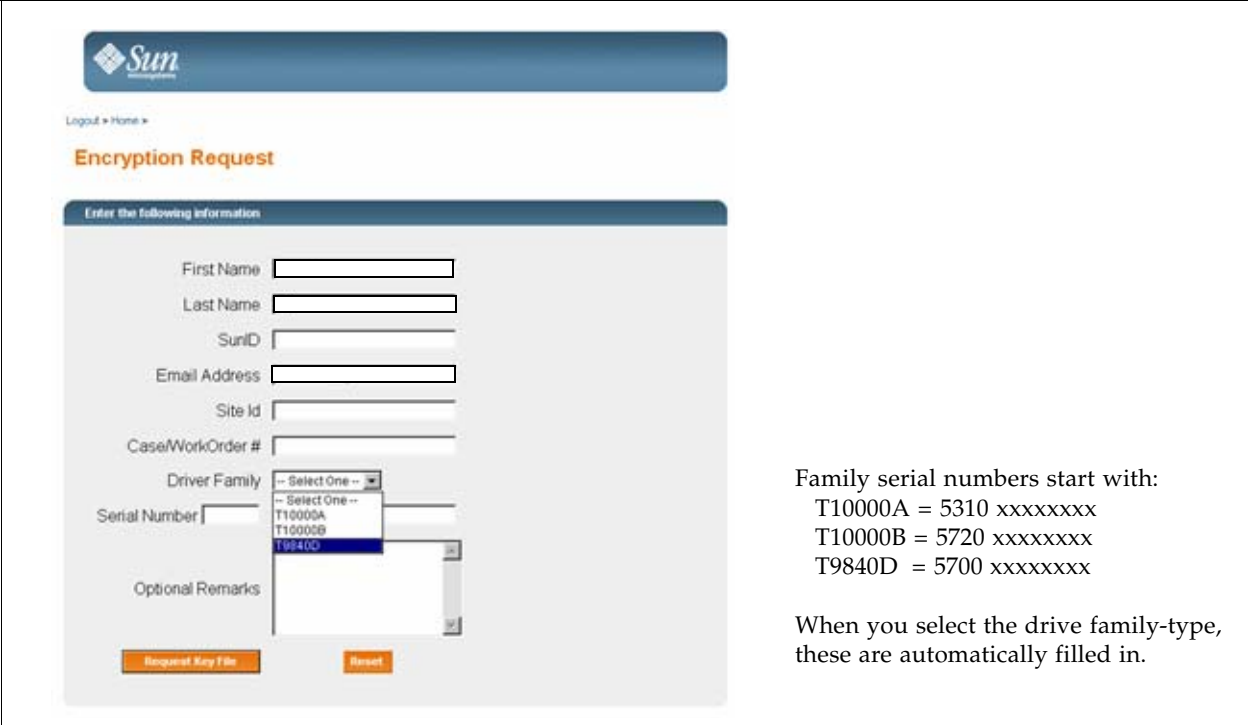 Sun
microsystems
Logout » Home »
Encryption Request
Enter the following information
First Name
Last Name
SunID
Email Address
Site Id
Case/WorkOrder #
Driver Family
-- Select One --
-- Select One --
T10000A
T10000B
T9840D
Serial Number
Optional Remarks
Request Key File
Reset
Family serial numbers start with:
T10000A = 5310 xxxxxxxx
T10000B = 5720 xxxxxxxx
T9840D = 5700 xxxxxxxx
When you select the drive family-type,
these are automatically filled in.